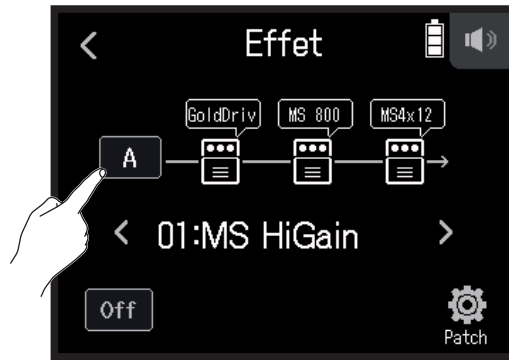 Effet
GoldDriv MS 800 MS4x12
A
01:MS HiGain
Off
Patch